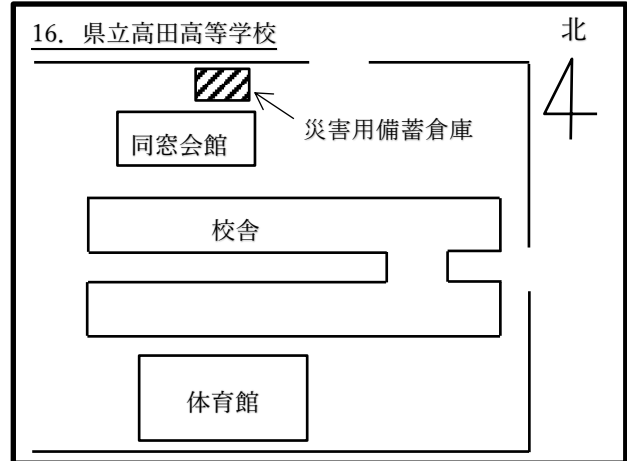 16．県立高田高等学校
北
災害用備蓄倉庫
同窓会館
校舎
体育館